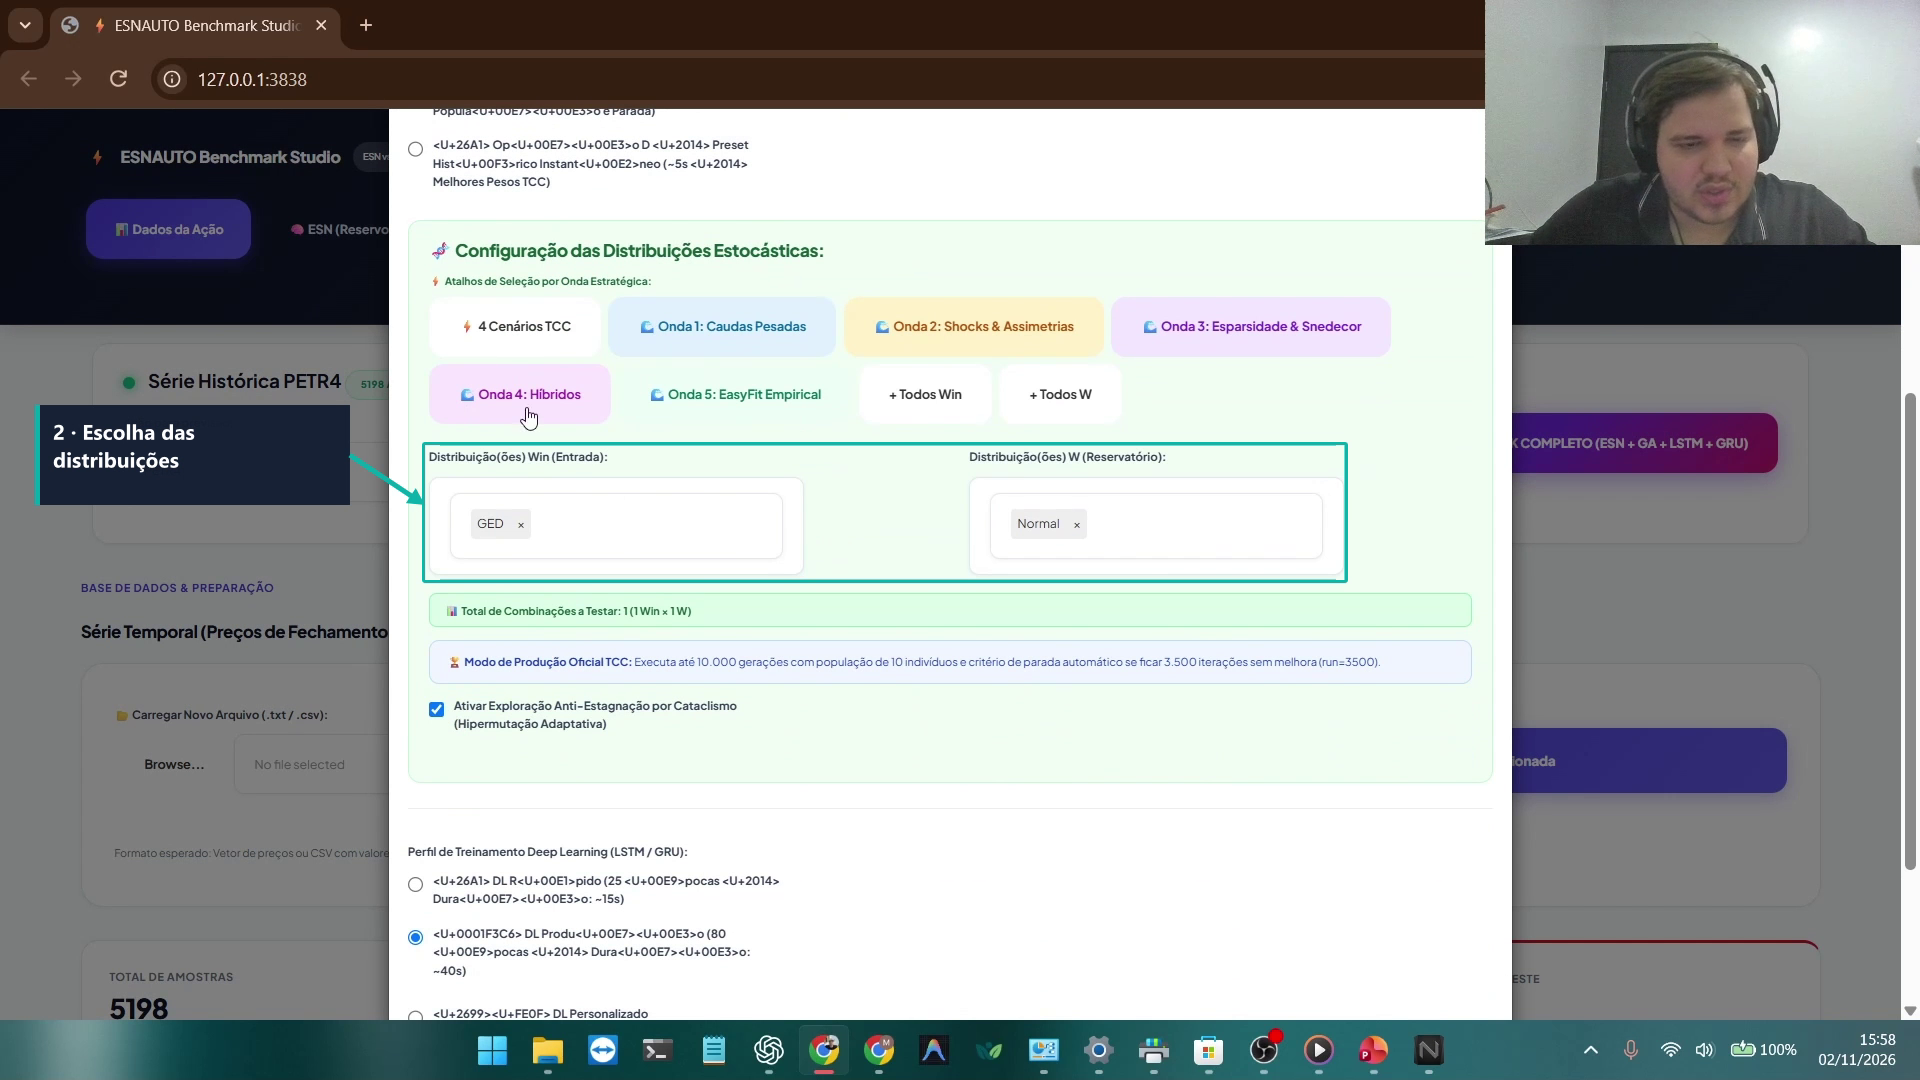 ESNAUTO Benchmark Studio
127.0.0.1:3838
Popula<U+00E7><U+00E3>o e Parada)
<U+26A1> Op<U+00E7><U+00E3>o D <U+2014> Preset
Hist<U+00F3>rico Instant<U+00E2>neo (~5s <U+2014>
Melhores Pesos TCC)
ESNAUTO Benchmark Studio
ESN vs
Dados da Ação
ESN (Reservo
Configuração das Distribuições Estocásticas:
Atalhos de Seleção por Onda Estratégica:
4 Cenários TCC
Onda 1: Caudas Pesadas
Onda 2: Shocks & Assimetrias
Onda 3: Esparsidade & Snedecor
Onda 4: Híbridos
Onda 5: EasyFit Empirical
+ Todos Win
+ Todos W
Série Histórica PETR4
5198
2 · Escolha das
distribuições
K COMPLETO (ESN + GA + LSTM + GRU)
Distribuição(ões) Win (Entrada):
Distribuição(ões) W (Reservatório):
GED ×
Normal ×
Total de Combinações a Testar: 1 (1 Win × 1 W)
BASE DE DADOS & PREPARAÇÃO
Série Temporal (Preços de Fechamento
Modo de Produção Oficial TCC: Executa até 10.000 gerações com população de 10 indivíduos e critério de parada automático se ficar 3.500 iterações sem melhora (run=3500).
Ativar Exploração Anti-Estagnação por Cataclismo
(Hipermutação Adaptativa)
Carregar Novo Arquivo (.txt / .csv):
Browse...
No file selected
ionada
Formato esperado: Vetor de preços ou CSV com valore
Perfil de Treinamento Deep Learning (LSTM / GRU):
<U+26A1> DL R<U+00E1>pido (25 <U+00E9>pocas <U+2014>
Dura<U+00E7><U+00E3>o: ~15s)
<U+0001F3C6> DL Produ<U+00E7><U+00E3>o (80
<U+00E9>pocas <U+2014> Dura<U+00E7><U+00E3>o:
~40s)
<U+2699><U+FE0F> DL Personalizado
TOTAL DE AMOSTRAS
5198
ESTE
100%
15:58
02/11/2026